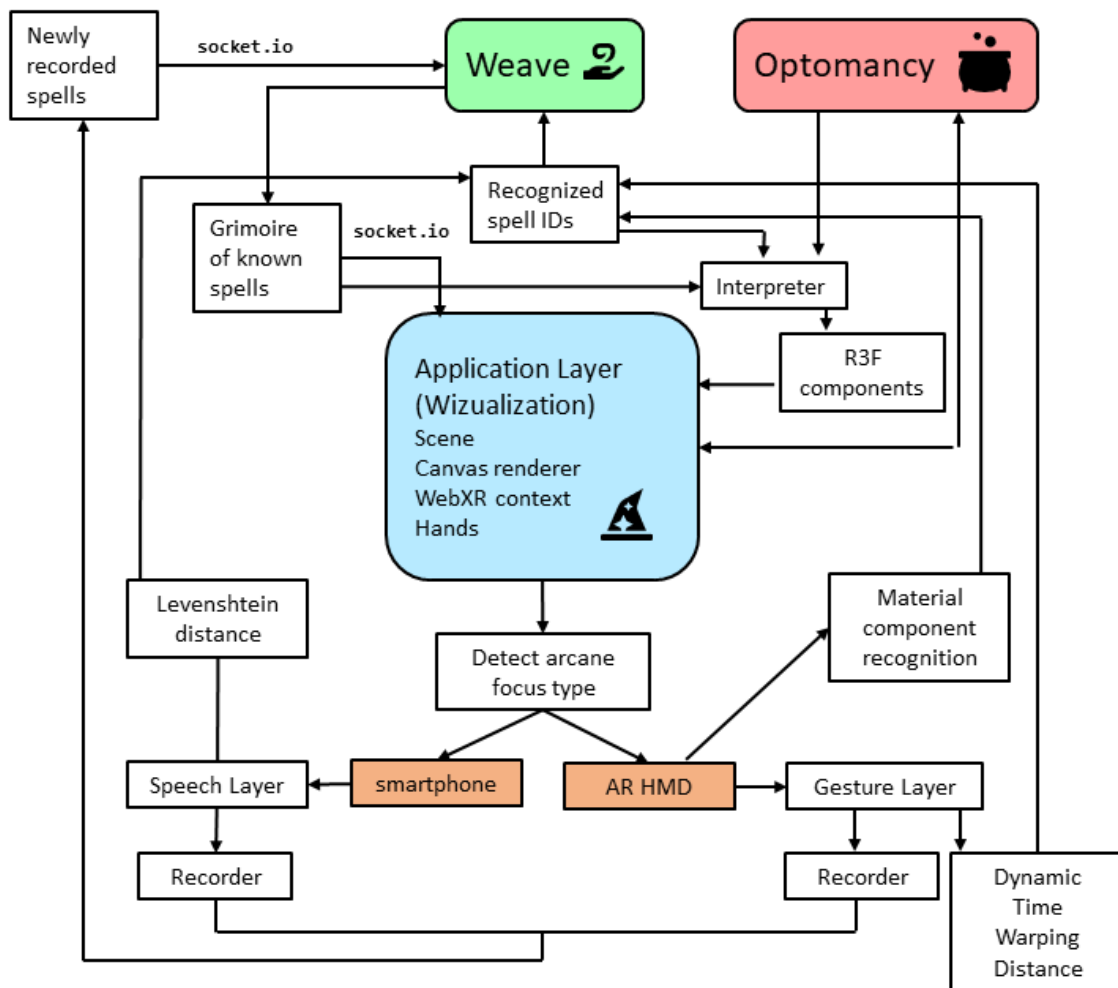 Newly
recorded
spells
socket.io
Weave
Optomancy
Recognized
spell IDs
Grimoire
of known
spells
socket.io
Interpreter
R3F
components
Application Layer
(Wizualization)
Scene
Canvas renderer
WebXR context
Hands
Levenshtein
distance
Detect arcane
focus type
Material
component
recognition
Speech Layer
smartphone
AR HMD
Gesture Layer
Recorder
Recorder
Dynamic
Time
Warping
Distance